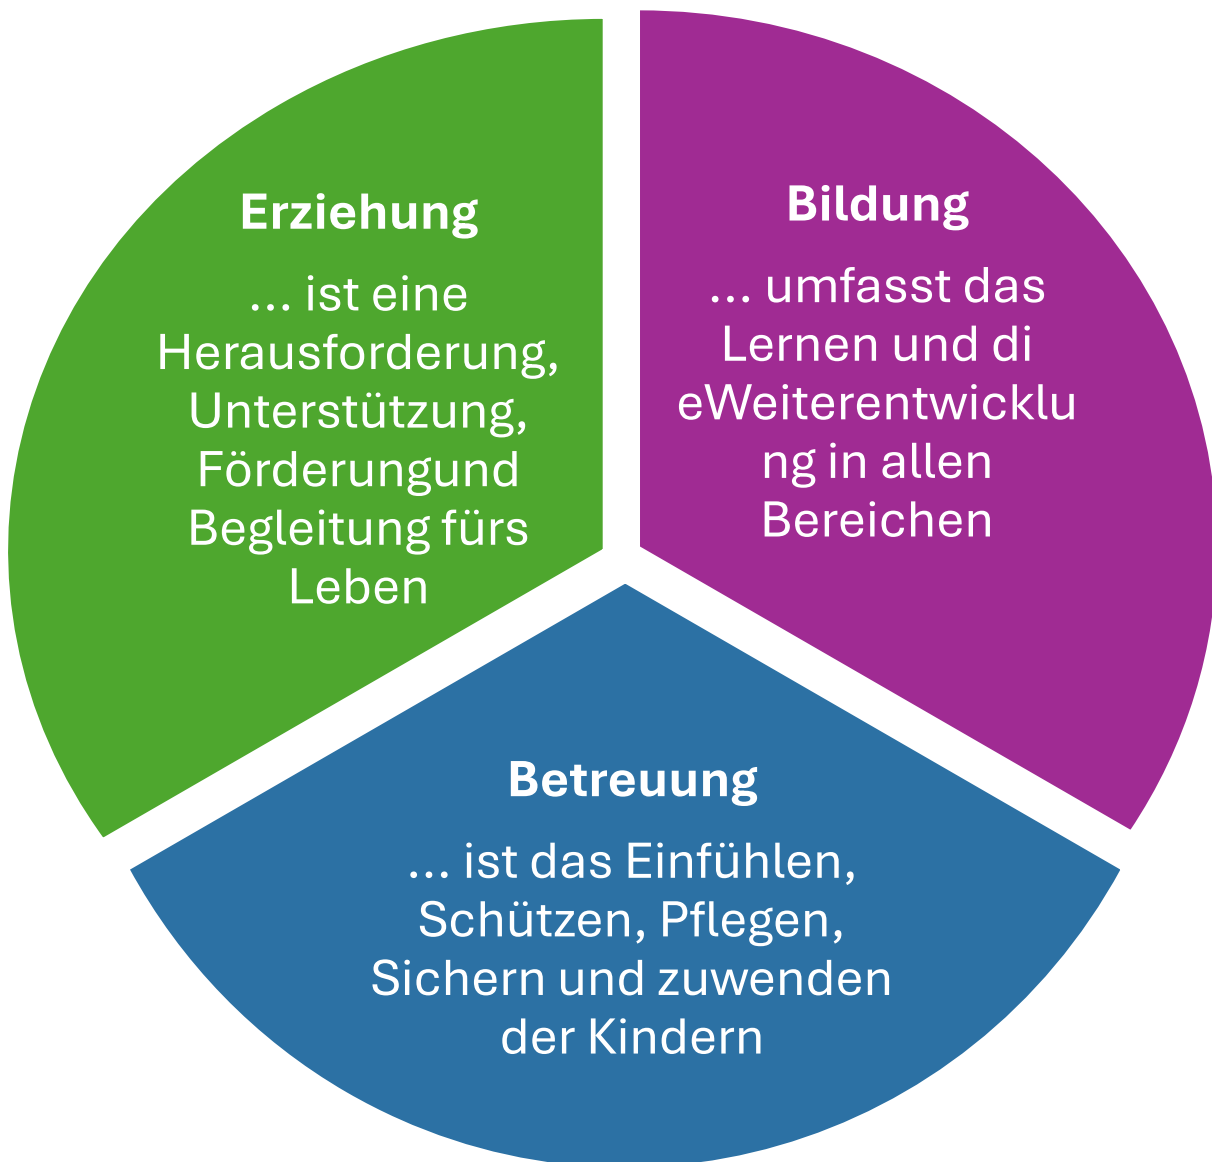 Erziehung
... ist eine
Herausforderung,
Unterstützung,
Förderungund
Begleitung fürs
Leben
Bildung
... umfasst das
Lernen und di
eWeiterentwicklu
ng in allen
Bereichen
Betreuung
... ist das Einfühlen,
Schützen, Pflegen,
Sichern und zuwenden
der Kindern